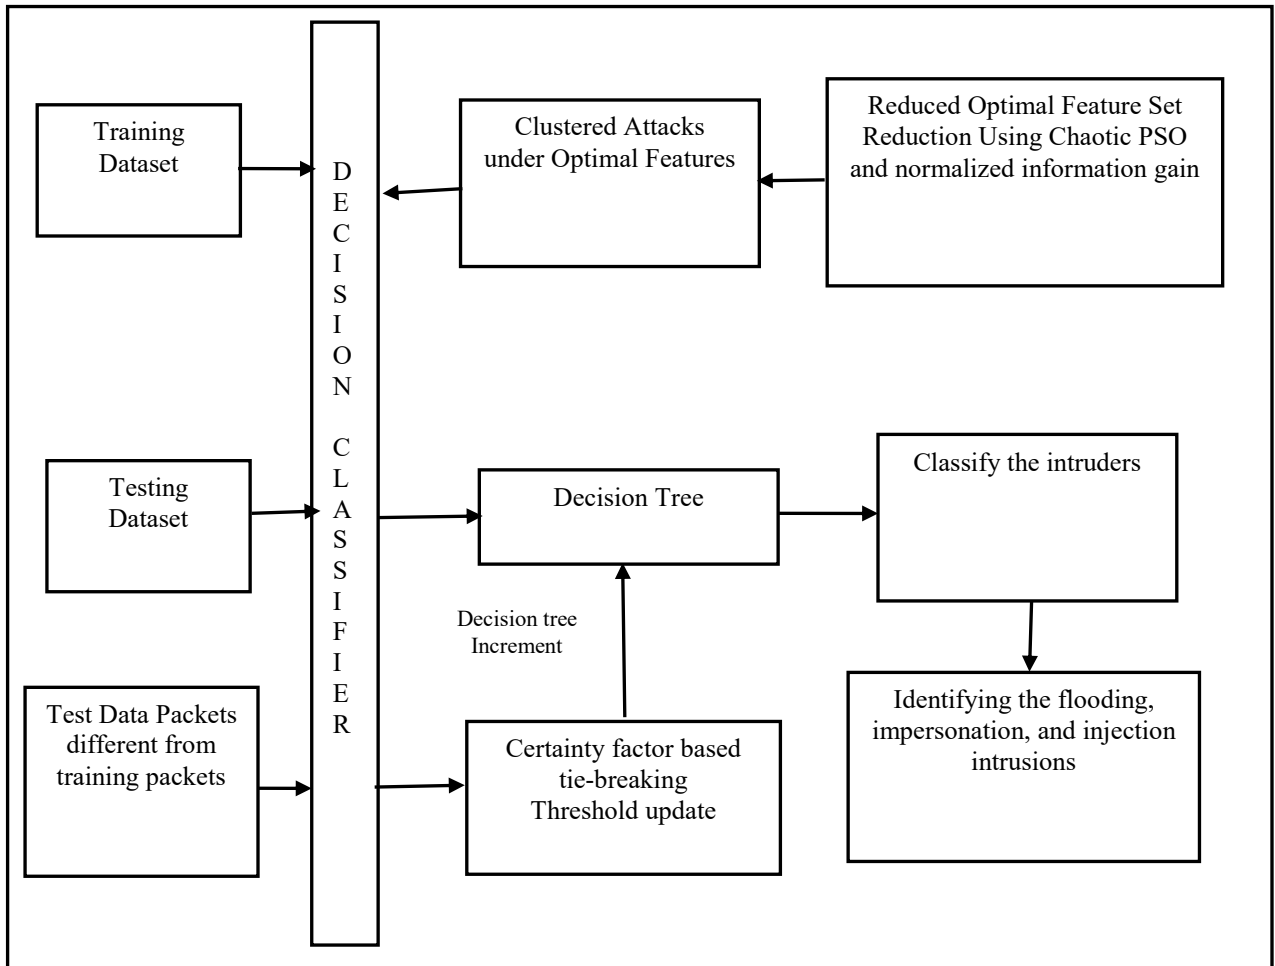 Training
Dataset
DECISION CLASSIFIER
Clustered Attacks
under Optimal Features
Reduced Optimal Feature Set
Reduction Using Chaotic PSO
and normalized information gain
Testing
Dataset
Decision Tree
Classify the intruders
Decision tree
Increment
Test Data Packets
different from
training packets
Certainty factor based
tie-breaking
Threshold update
Identifying the flooding,
impersonation, and injection
intrusions